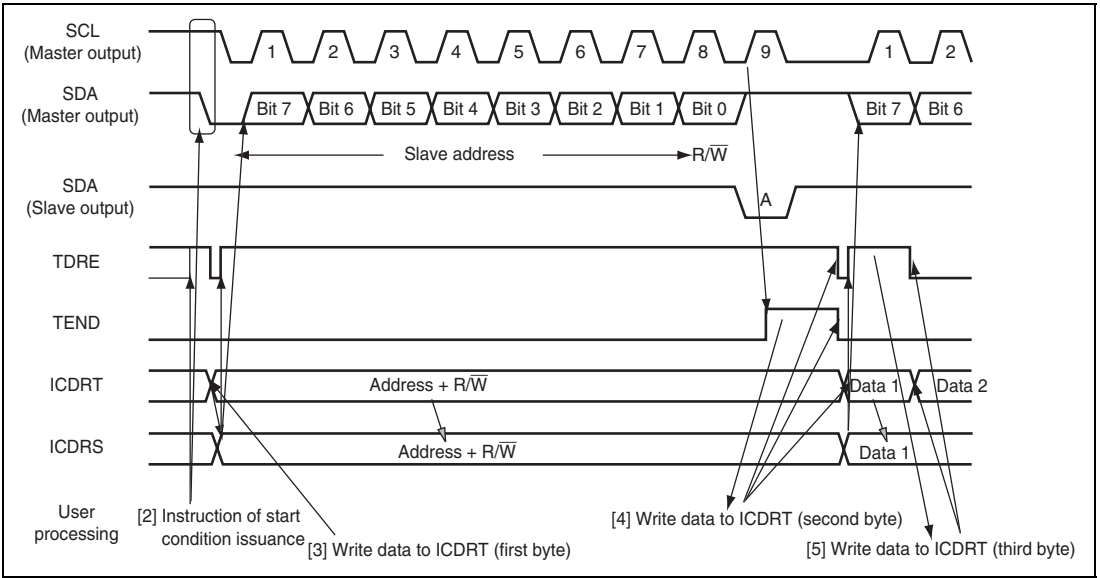 SCL
(Master output)
1 2 3 4 5 6 7 8 9 1 2
SDA
(Master output)
Bit 7 Bit 6 Bit 5 Bit 4 Bit 3 Bit 2 Bit 1 Bit 0 Bit 7 Bit 6
Slave address R/W̅
SDA
(Slave output)
A
TDRE
TEND
ICDRT
Address + R/W̅ Data 1 Data 2
ICDRS
Address + R/W̅ Data 1
User
processing
[2] Instruction of start
condition issuance
[3] Write data to ICDRT (first byte)
[4] Write data to ICDRT (second byte)
[5] Write data to ICDRT (third byte)